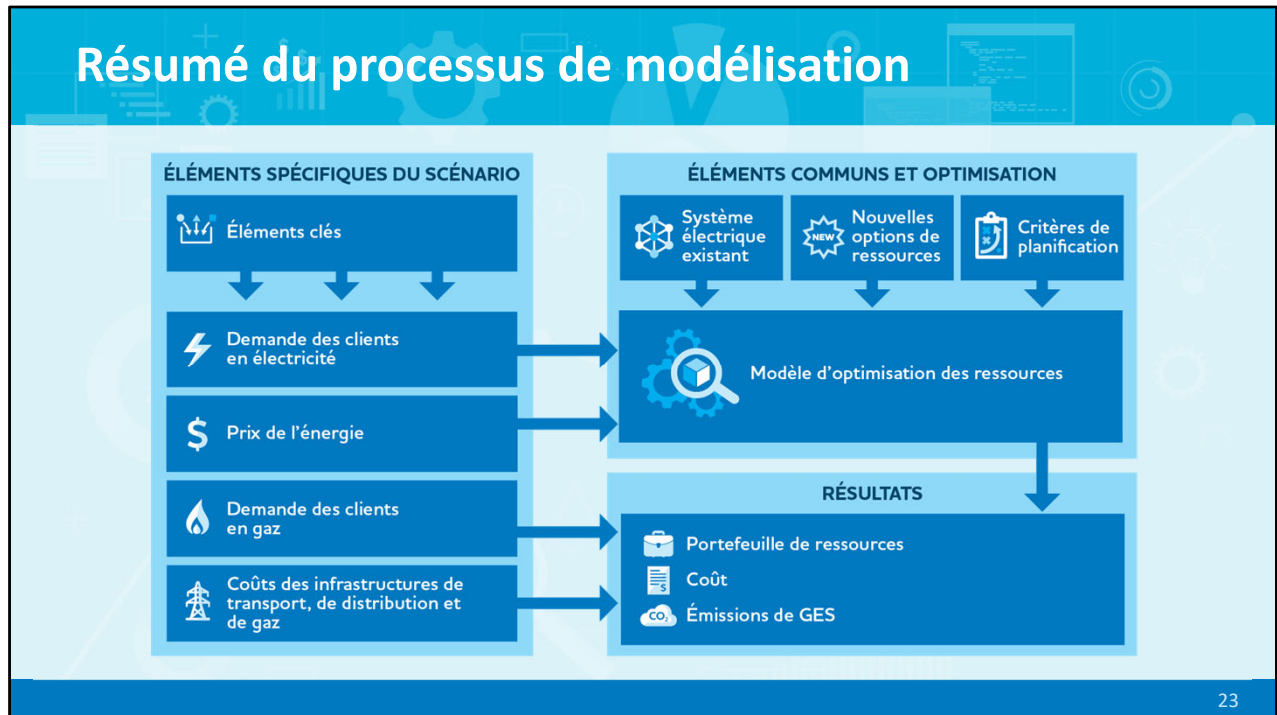 Résumé du processus de modélisation
ÉLÉMENTS SPÉCIFIQUES DU SCÉNARIO
Éléments clés
Demande des clients
en électricité
$
Prix de l'énergie
Demande des clients
en gaz
Coûts des infrastructures de
transport, de distribution et
de gaz
ÉLÉMENTS COMMUNS ET OPTIMISATION
Système
électrique
existant
NEW
Nouvelles
options de
ressources
Critères de
planification
Modèle d'optimisation des ressources
RÉSULTATS
Portefeuille de ressources
$
Coût
CO₂
Émissions de GES
23